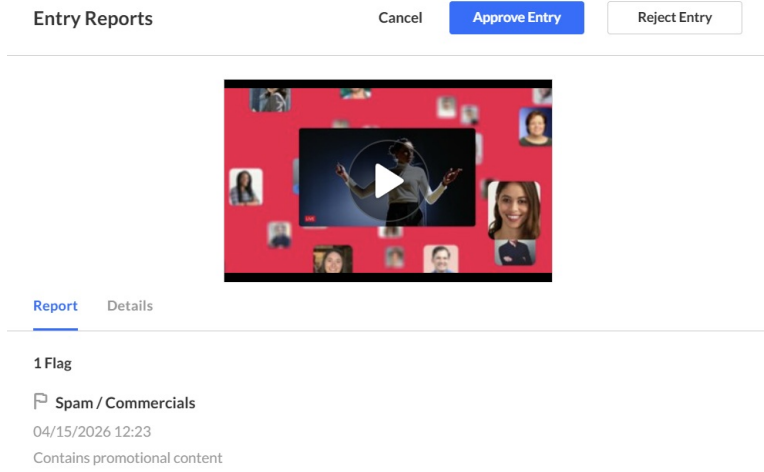 Entry Reports
Cancel
Approve Entry
Reject Entry
LIVE
Report
Details
1 Flag
Spam / Commercials
04/15/2026 12:23
Contains promotional content